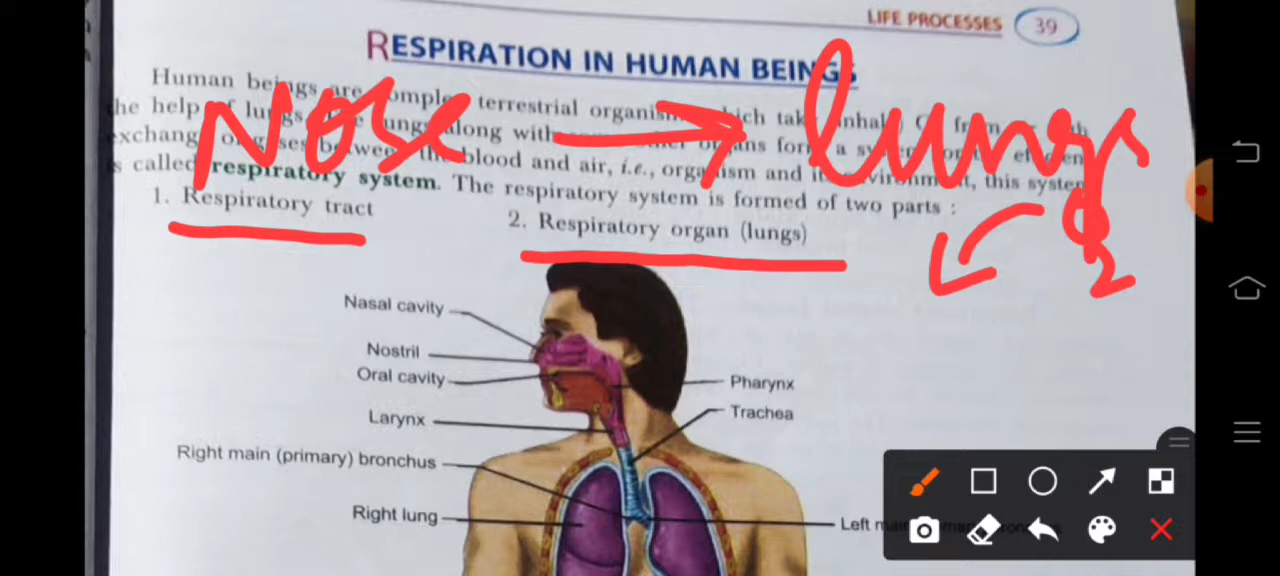 LIFE PROCESSES 39
RESPIRATION IN HUMAN BEINGS
Human beings are complex terrestrial organisms which take (inhale)
the help of lungs. The lungs along with some other organs form a system for the efficient
exchange of gases between the blood and air, i.e., organism and its environment, this system
is called respiratory system. The respiratory system is formed of two parts :
1. Respiratory tract
2. Respiratory organ (lungs)
Nose → lungs
O2
Nasal cavity
Nostril
Oral cavity
Larynx
Right main (primary) bronchus
Right lung
Pharynx
Trachea
Left